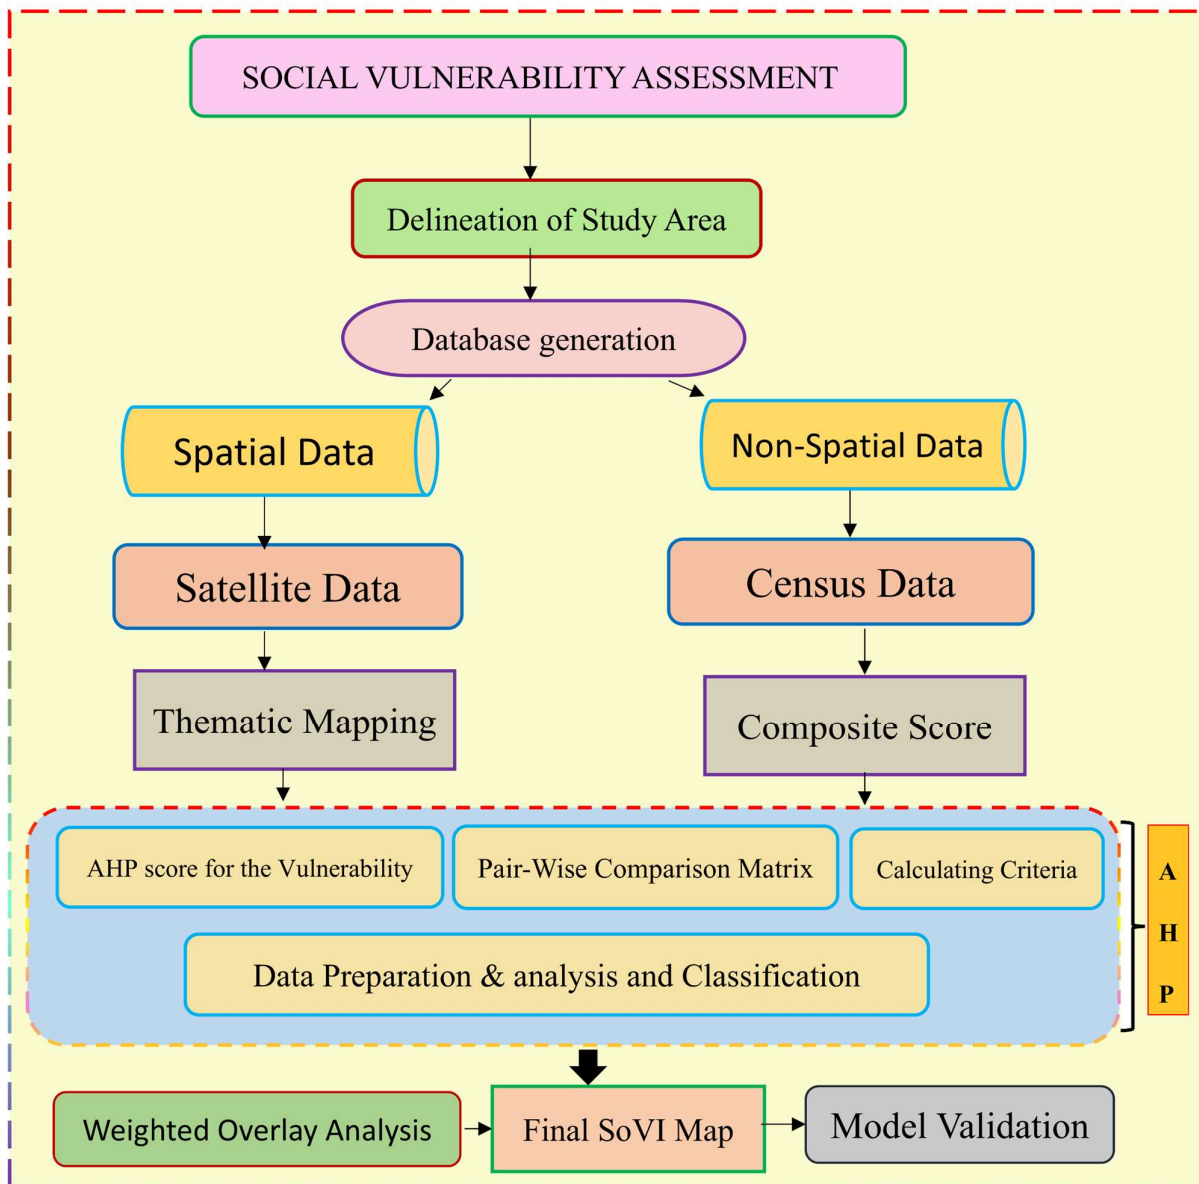 SOCIAL VULNERABILITY ASSESSMENT
Delineation of Study Area
Database generation
Spatial Data
Non-Spatial Data
Satellite Data
Census Data
Thematic Mapping
Composite Score
AHP score for the Vulnerability
Pair-Wise Comparison Matrix
Calculating Criteria
A
H
P
Data Preparation & analysis and Classification
Weighted Overlay Analysis
Final SoVI Map
Model Validation